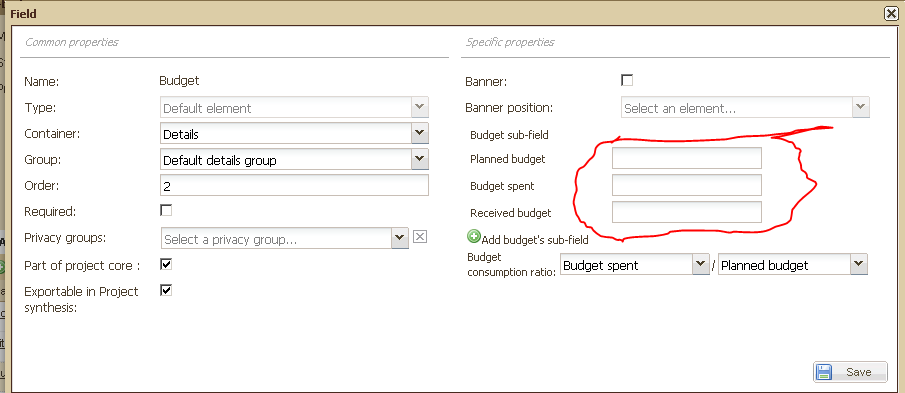 Field
Common properties
Name: Budget
Type: Default element
Container: Details
Group: Default details group
Order: 2
Required:
Privacy groups: Select a privacy group...
Part of project core :
Exportable in Project
synthesis:
Specific properties
Banner:
Banner position: Select an element...
Budget sub-field
Planned budget
Budget spent
Received budget
Add budget's sub-field
Budget
consumption ratio: Budget spent / Planned budget
Save